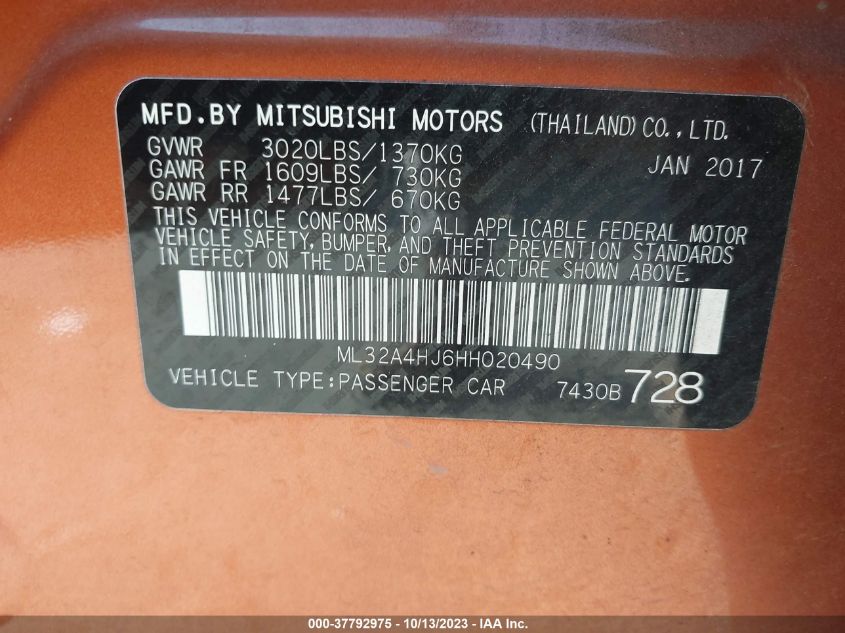 MFD.BY MITSUBISHI MOTORS (THAILAND) CO., LTD.
GVWR 3020LBS/1370KG JAN 2017
GAWR FR 1609LBS/ 730KG
GAWR RR 1477LBS/ 670KG
THIS VEHICLE CONFORMS TO ALL APPLICABLE FEDERAL MOTOR
VEHICLE SAFETY, BUMPER, AND THEFT PREVENTION STANDARDS
IN EFFECT ON THE DATE OF MANUFACTURE SHOWN ABOVE.
ML32A4HJ6HH020490
VEHICLE TYPE:PASSENGER CAR 7430B 728
000-37792975 - 10/13/2023 - IAA Inc.